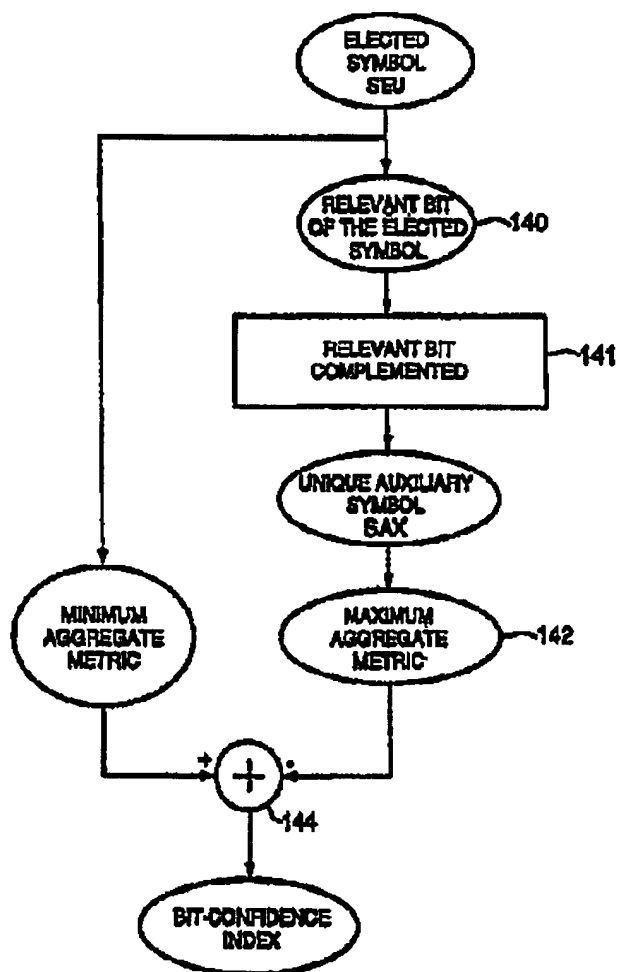 ELECTED
SYMBOL
SEU
RELEVANT BIT
OF THE ELECTED
SYMBOL
140
RELEVANT BIT
COMPLEMENTED
141
UNIQUE AUXILIARY
SYMBOL
SAX
MINIMUM
AGGREGATE
METRIC
MAXIMUM
AGGREGATE
METRIC
142
+
-
+
144
BIT-CONFIDENCE
INDEX